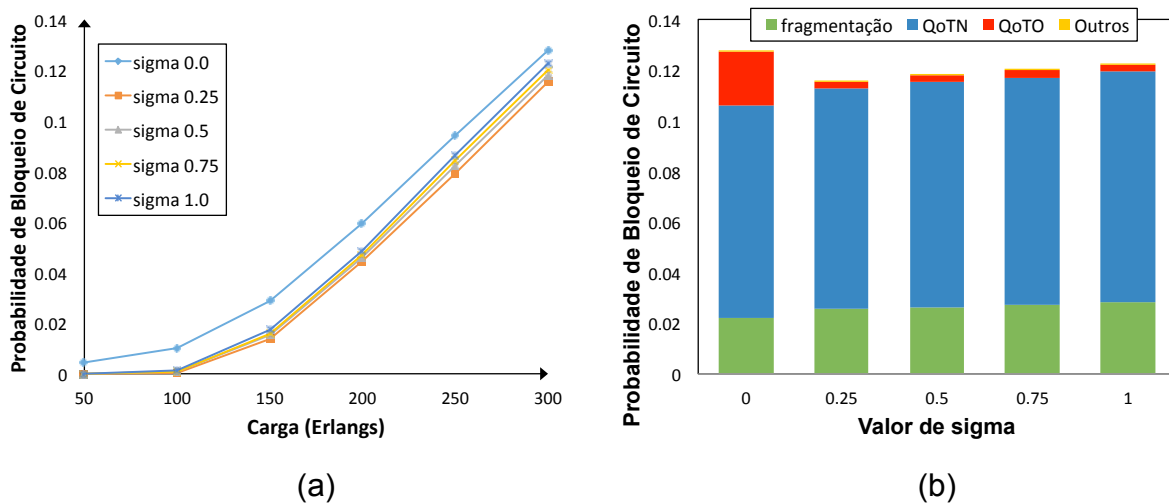 0.14
0.12
0.1
0.08
0.06
0.04
0.02
0
Probabilidade de Bloqueio de Circuito
sigma 0.0
sigma 0.25
sigma 0.5
sigma 0.75
sigma 1.0
50 100 150 200 250 300
Carga (Erlangs)
(a)
0.14
0.12
0.1
0.08
0.06
0.04
0.02
0
Probabilidade de Bloqueio de Circuito
fragmentação QoTN QoTO Outros
0 0.25 0.5 0.75 1
Valor de sigma
(b)